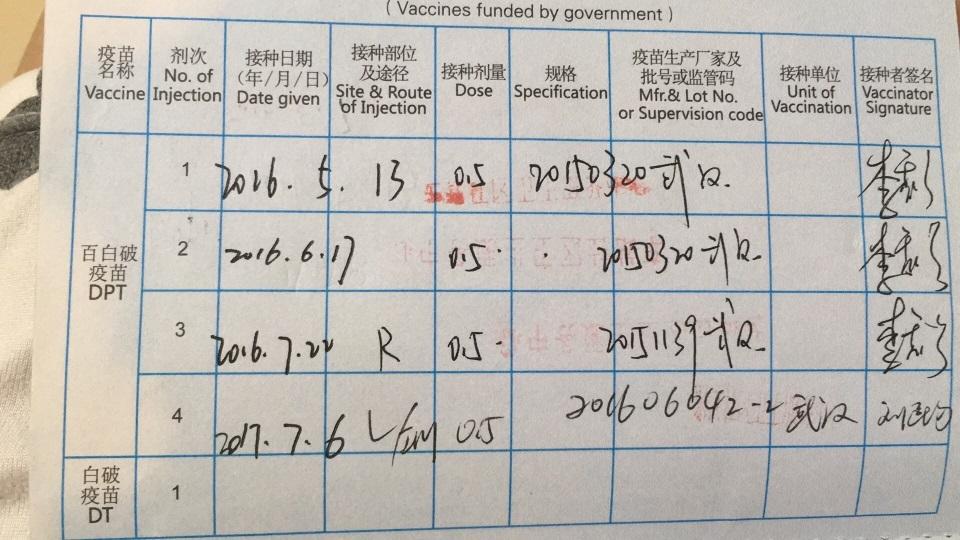 ( Vaccines funded by government )
疫苗
名称
Vaccine
剂次
No. of
Injection
接种日期
(年/月/日)
Date given
接种部位
及途径
Site & Route
of Injection
接种剂量
Dose
规格
Specification
疫苗生产厂家及
批号或监管码
Mfr.& Lot No.
or Supervision code
接种单位
Unit of
Vaccination
接种者签名
Vaccinator
Signature
百白破
疫苗
DPT
1 2016. 5. 13 0.5 20150320 武汉
2 2016.6.17 0.5 20150320 武汉
3 2016.7.22 R 0.5 20151139 武汉
4 2017.7.6 L/im 0.5 201606042-2 武汉
白破
疫苗
DT
1